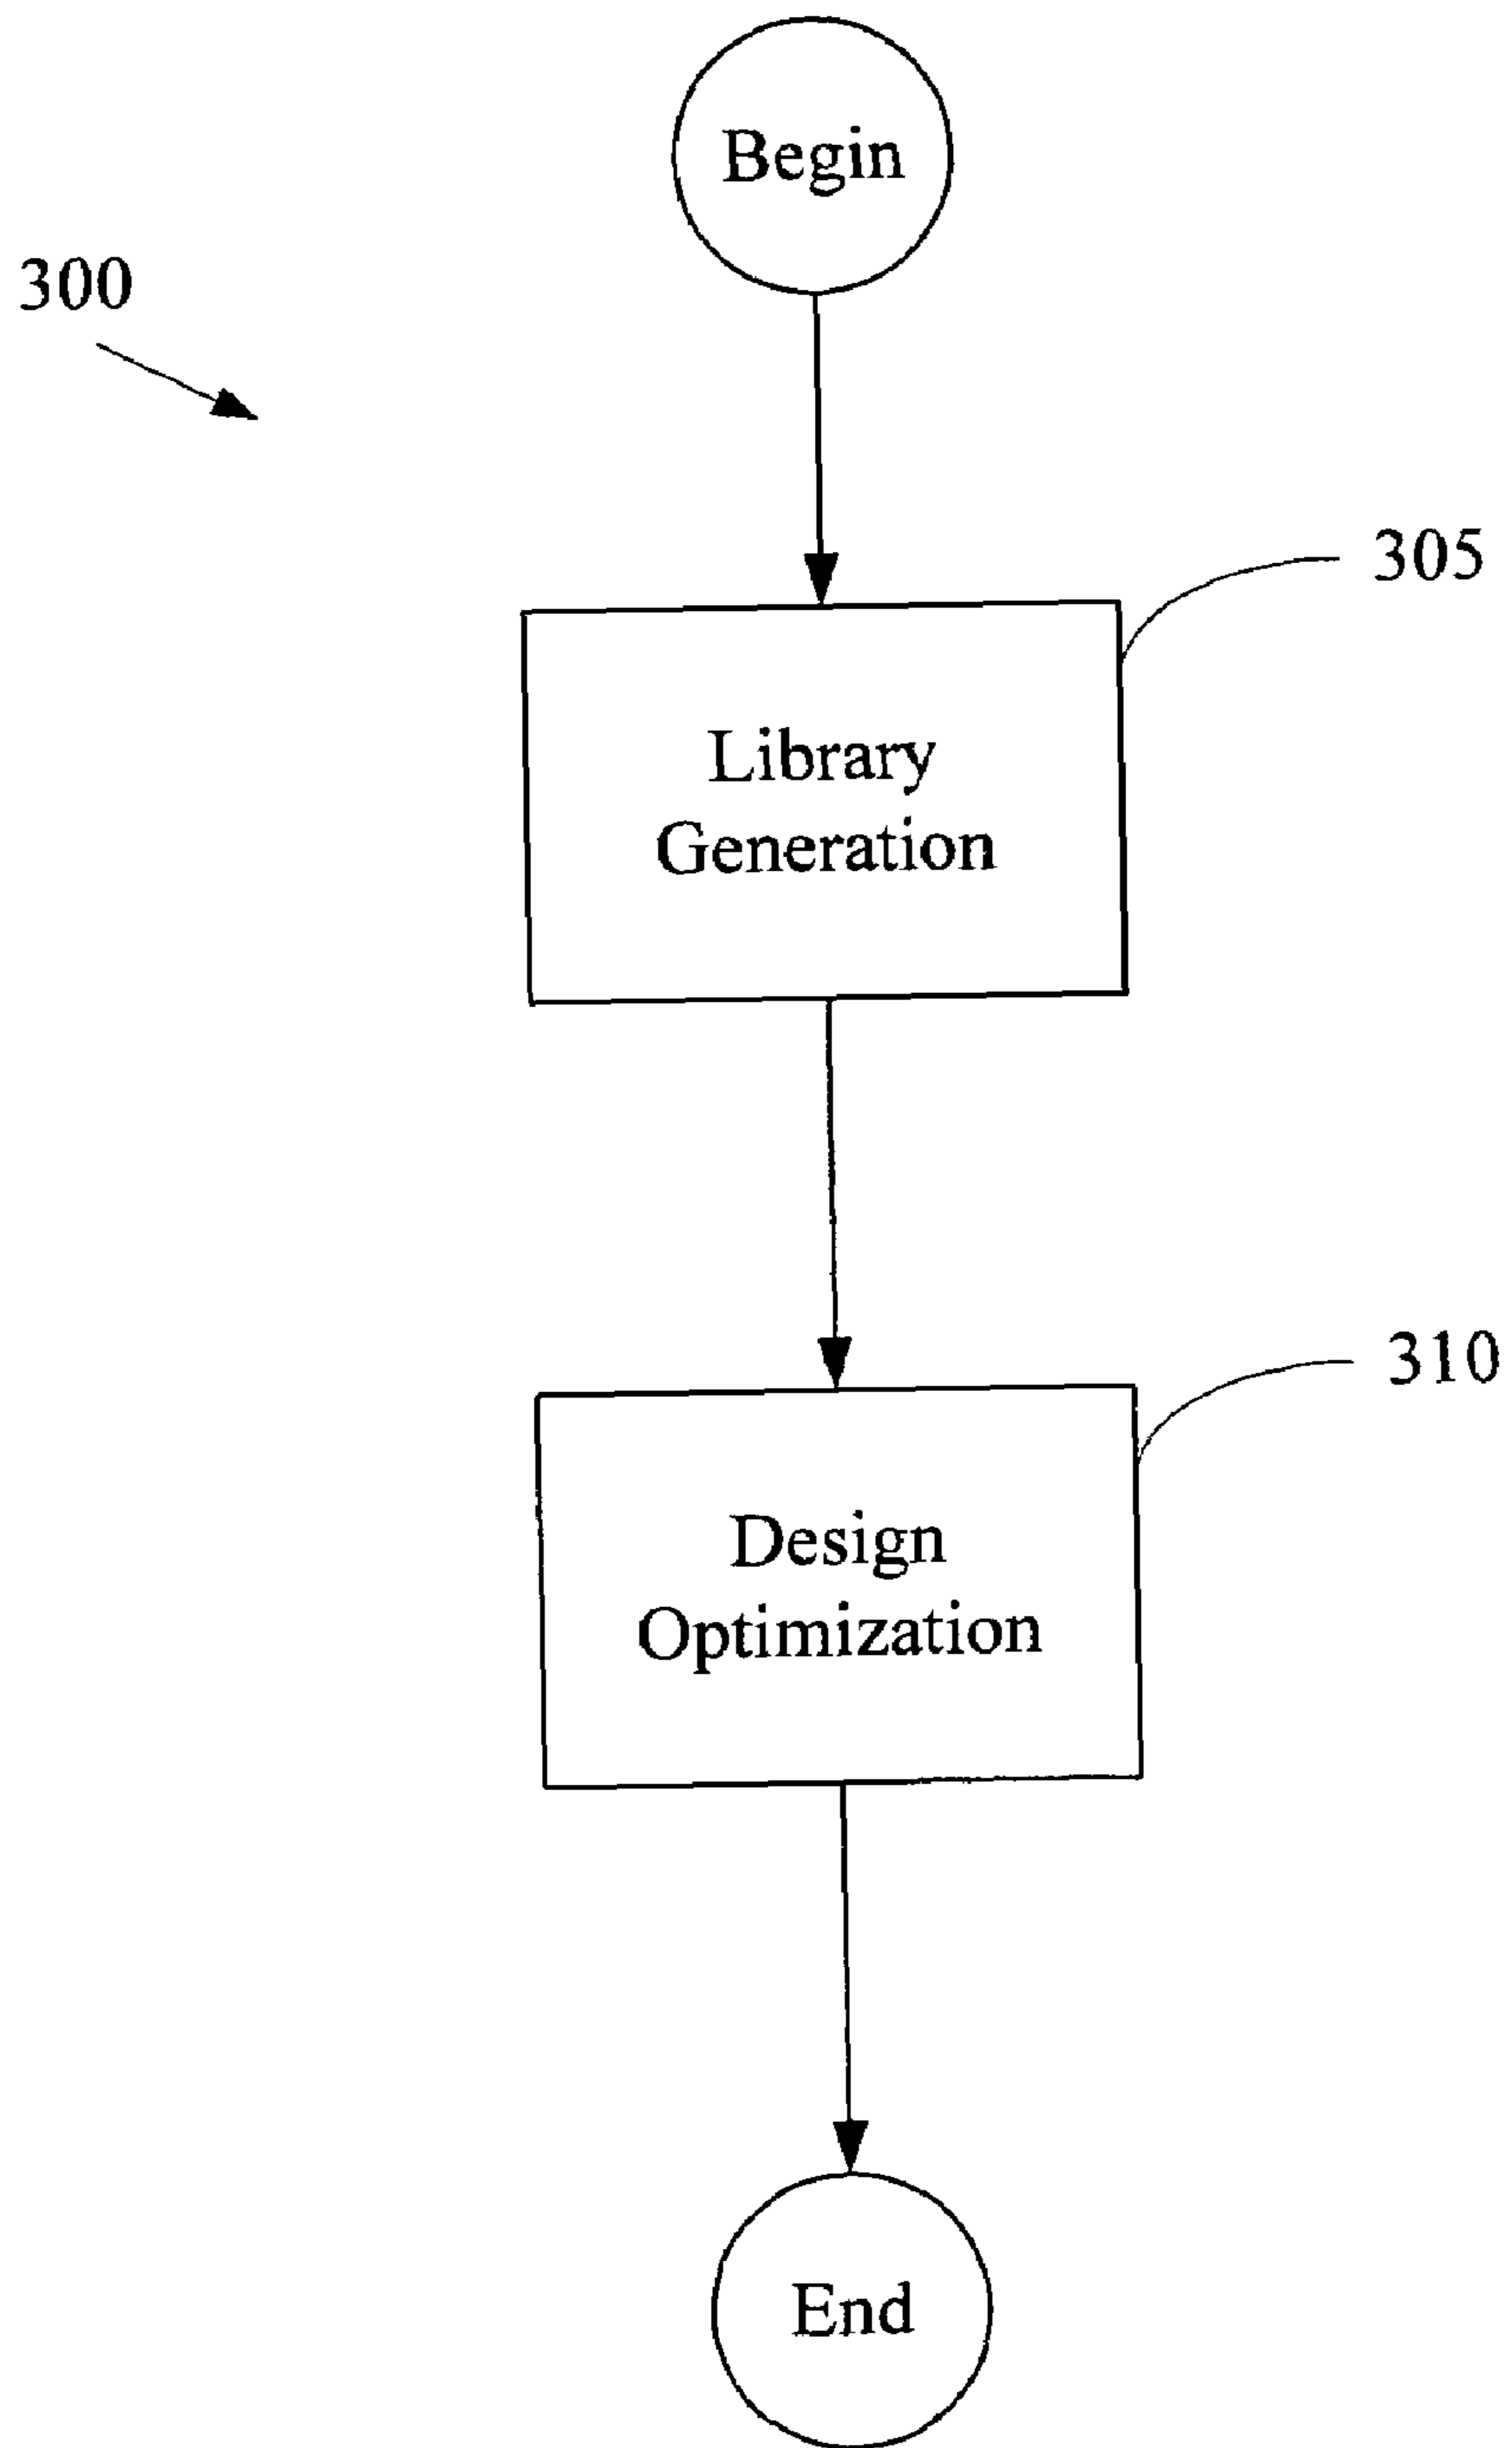 Begin
300
305
Library
Generation
310
Design
Optimization
End